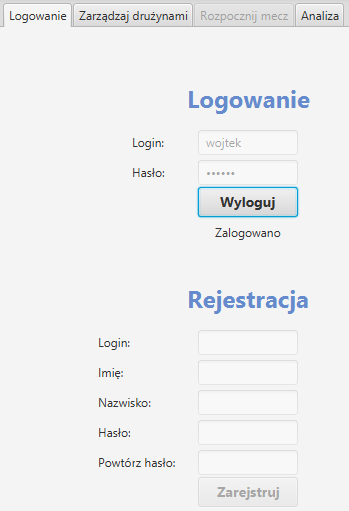 Logowanie Zarządzaj drużynami Rozpocznij mecz Analiza
Logowanie
Login: wojtek
Hasło: ••••••
Wyloguj
Zalogowano
Rejestracja
Login:
Imię:
Nazwisko:
Hasło:
Powtórz hasło:
Zarejstruj